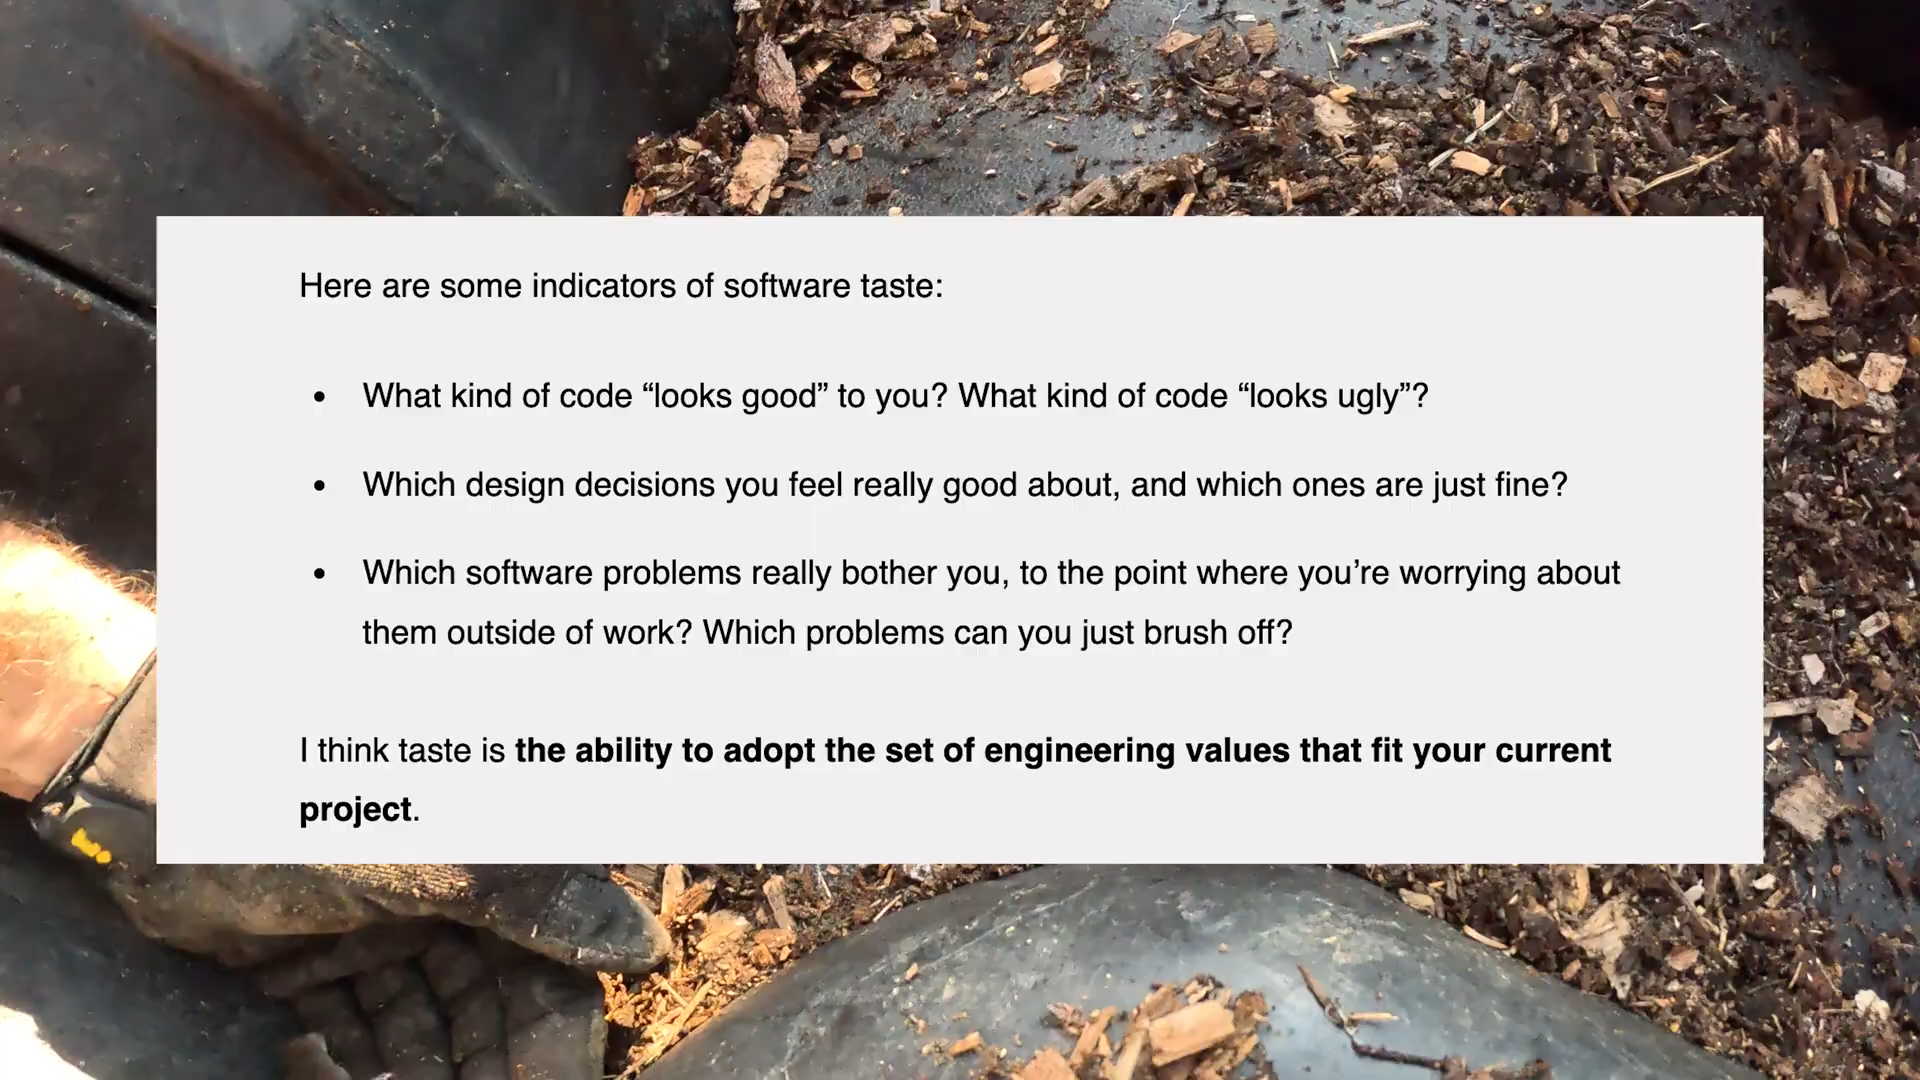 Here are some indicators of software taste:
• What kind of code “looks good” to you? What kind of code “looks ugly”?
• Which design decisions you feel really good about, and which ones are just fine?
• Which software problems really bother you, to the point where you’re worrying about
them outside of work? Which problems can you just brush off?
I think taste is the ability to adopt the set of engineering values that fit your current
project.